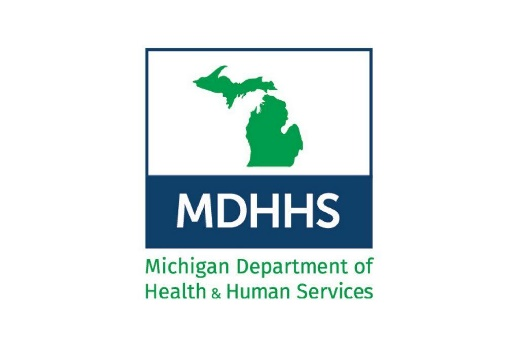 MDHHS
Michigan Department of
Health & Human Services